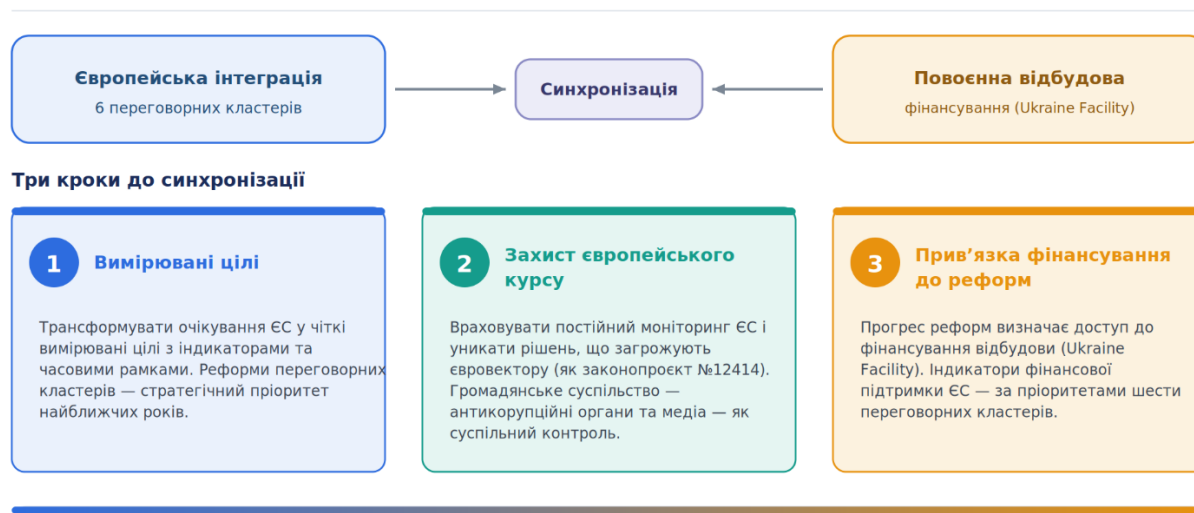 Європейська інтеграція
6 переговорних кластерів
Синхронізація
Повоєнна відбудова
фінансування (Ukraine Facility)
Три кроки до синхронізації
1
Вимірювані цілі
Трансформувати очікування ЄС у чіткі
вимірювані цілі з індикаторами та
часовими рамками. Реформи переговорних
кластерів — стратегічний пріоритет
найближчих років.
2
Захист європейського
курсу
Враховувати постійний моніторинг ЄС і
уникати рішень, що загрожують
євровектору (як законопроєкт №12414).
Громадянське суспільство —
антикорупційні органи та медіа — як
суспільний контроль.
3
Прив’язка фінансування
до реформ
Прогрес реформ визначає доступ до
фінансування відбудови (Ukraine
Facility). Індикатори фінансової
підтримки ЄС — за пріоритетами шести
переговорних кластерів.